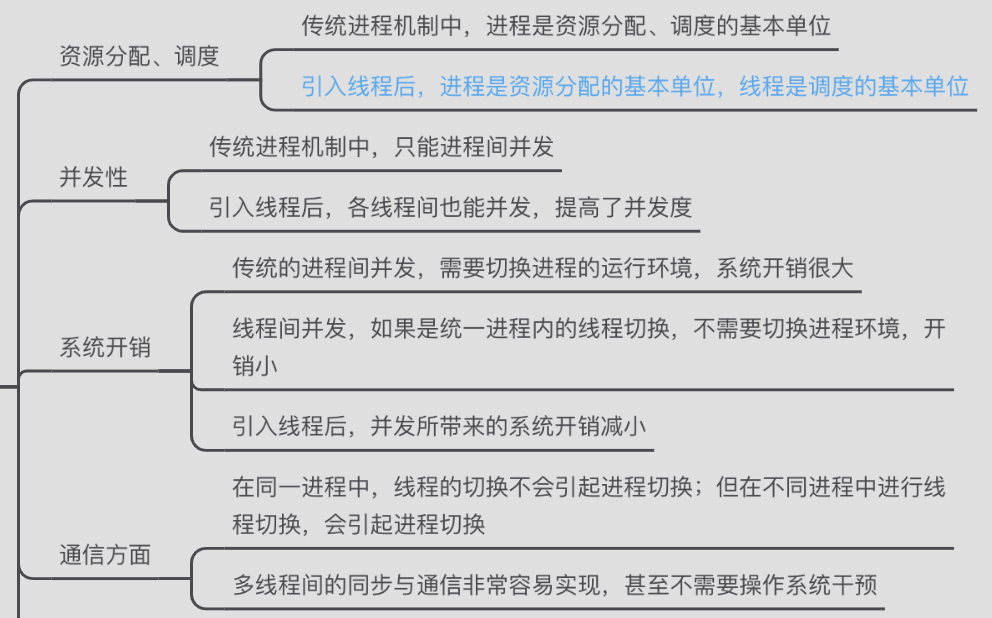 资源分配、调度
传统进程机制中，进程是资源分配、调度的基本单位
引入线程后，进程是资源分配的基本单位，线程是调度的基本单位
并发性
传统进程机制中，只能进程间并发
引入线程后，各线程间也能并发，提高了并发度
系统开销
传统的进程间并发，需要切换进程的运行环境，系统开销很大
线程间并发，如果是统一进程内的线程切换，不需要切换进程环境，开
销小
引入线程后，并发所带来的系统开销减小
通信方面
在同一进程中，线程的切换不会引起进程切换；但在不同进程中进行线
程切换，会引起进程切换
多线程间的同步与通信非常容易实现，甚至不需要操作系统干预